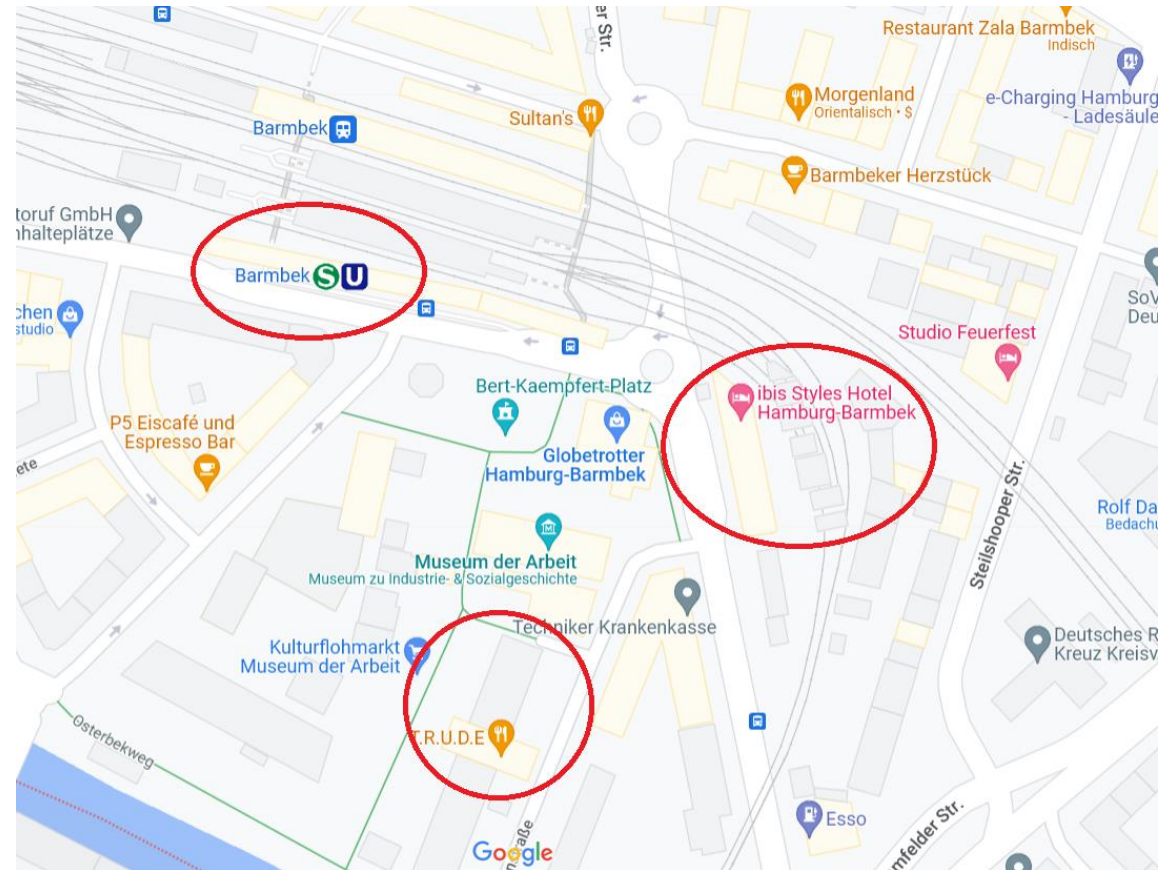 er Str.
Restaurant Zala Barmbek
Indisch
e-Charging Hamburg
- Ladesäule
Morgenland
Orientalisch • $
Sultan's
Barmbek
Barmbeker Herzstück
toruf GmbH
nhalteplätze
Barmbek S U
SoV
Deu
chen
studio
Studio Feuerfest
Bert-Kaempfert-Platz
ibis Styles Hotel
Hamburg-Barmbek
P5 Eiscafé und
Espresso Bar
Globetrotter
Hamburg-Barmbek
ete
Steilshooper Str.
Rolf Da
Bedachu
Museum der Arbeit
Museum zu Industrie- & Sozialgeschichte
Techniker Krankenkasse
Kulturflohmarkt
Museum der Arbeit
Deutsches R
Kreuz Kreisv
T.R.U.D.E
Osterbekweg
Esso
mfelder Str.
Google